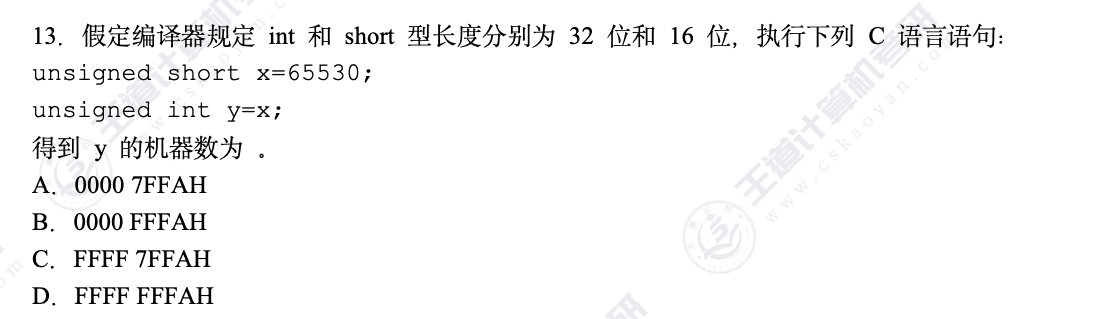 13. 假定编译器规定 int 和 short 型长度分别为 32 位和 16 位, 执行下列 C 语言语句:
unsigned short x=65530;
unsigned int y=x;
得到 y 的机器数为 .
A. 0000 7FFAH
B. 0000 FFFAH
C. FFFF 7FFAH
D. FFFF FFFAH
王道计算机考研
www.cskaoyan.com